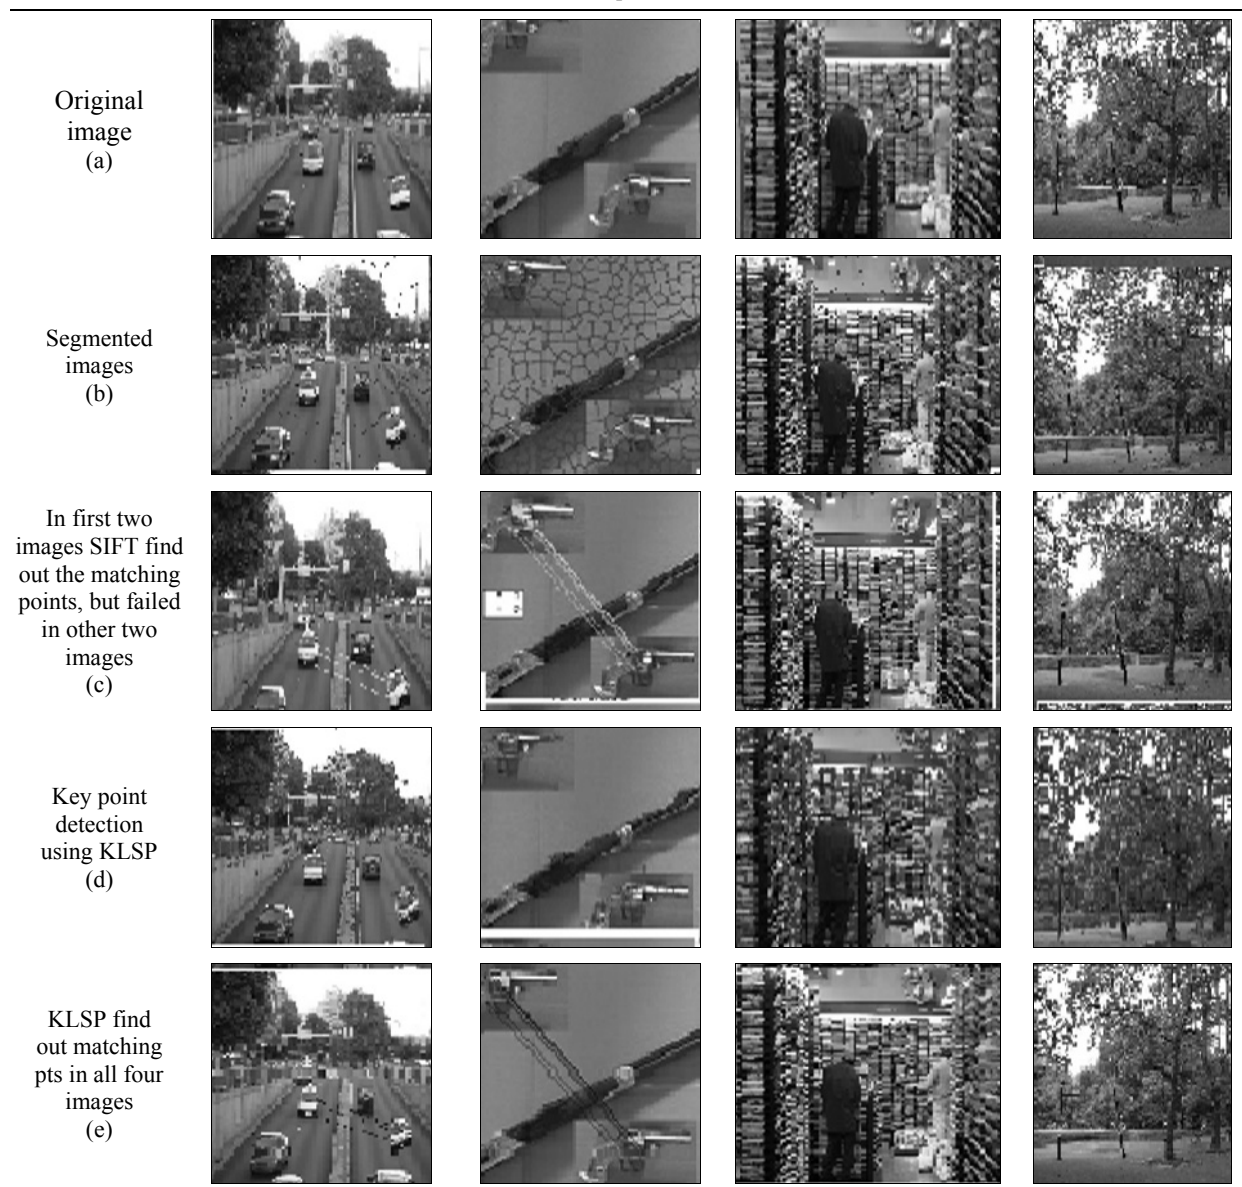 Original
image
(a)
Segmented
images
(b)
In first two
images SIFT find
out the matching
points, but failed
in other two
images
(c)
Key point
detection
using KLSP
(d)
KLSP find
out matching
pts in all four
images
(e)